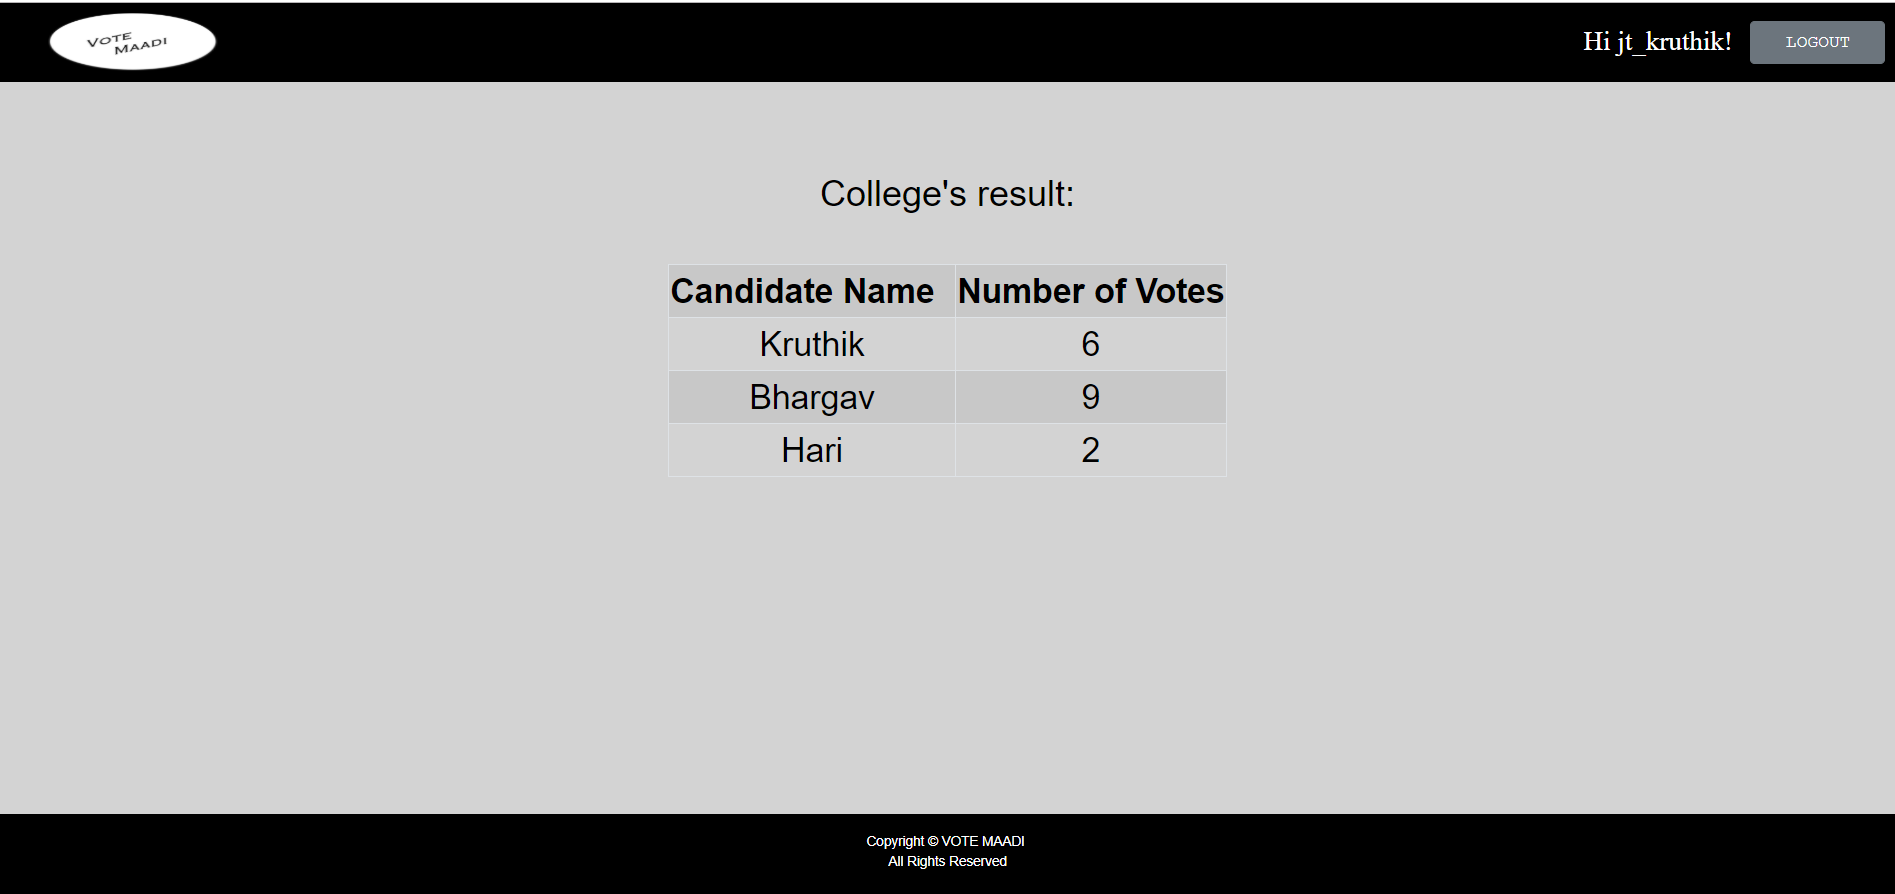 VOTE
MAADI
Hi jt_kruthik!
LOGOUT
College's result:
Candidate Name Number of Votes
Kruthik 6
Bhargav 9
Hari 2
Copyright © VOTE MAADI
All Rights Reserved